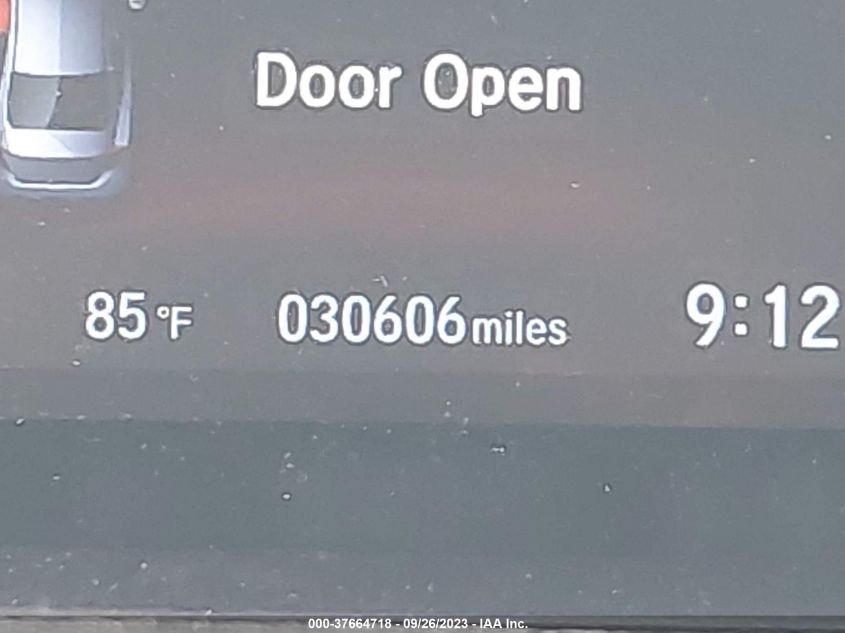 Door Open
85 °F 030606 miles 9:12
000-37664718 - 09/26/2023 - IAA Inc.